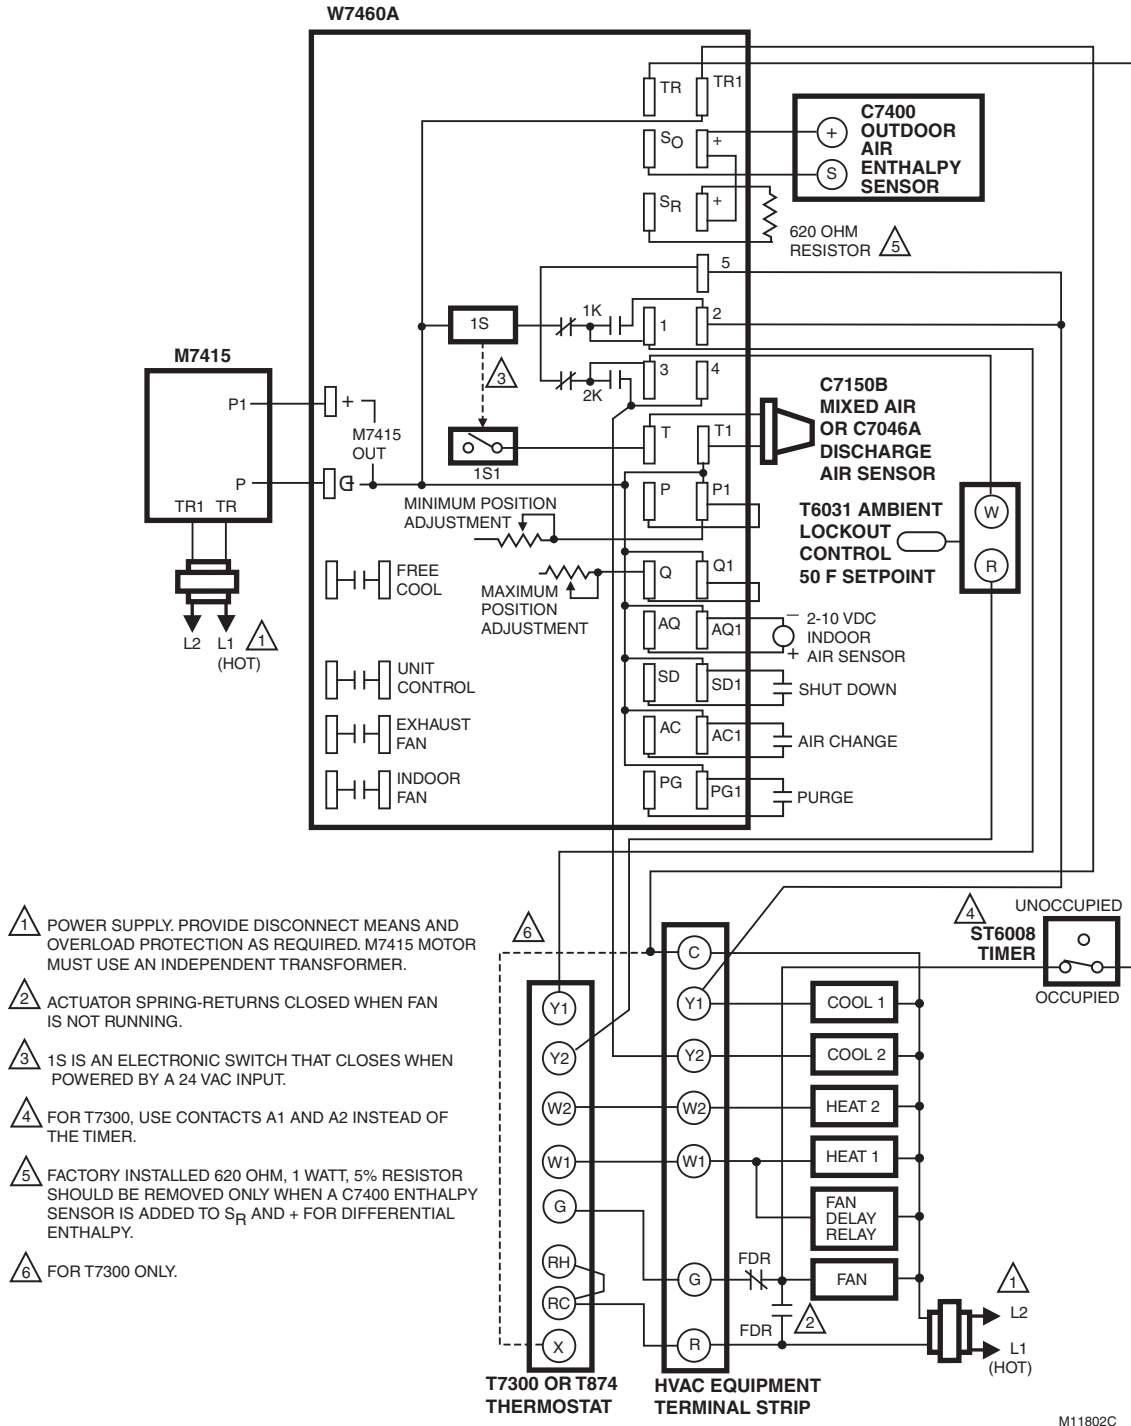 W7460A
TR
TR1
SO
+
SR
+
C7400
OUTDOOR
AIR
ENTHALPY
SENSOR
+
S
620 OHM
RESISTOR
5
5
1S
1K
1
2
3
2K
3
4
M7415
P1
P
TR1 TR
+
M7415
OUT
1S1
T
T1
P
P1
C7150B
MIXED AIR
OR C7046A
DISCHARGE
AIR SENSOR
MINIMUM POSITION
ADJUSTMENT
T6031 AMBIENT
LOCKOUT
CONTROL
50 F SETPOINT
W
R
L2
L1
(HOT)
1
FREE
COOL
MAXIMUM
POSITION
ADJUSTMENT
Q
Q1
AQ
AQ1
–
2-10 VDC
INDOOR
+ AIR SENSOR
UNIT
CONTROL
SD
SD1
SHUT DOWN
EXHAUST
FAN
AC
AC1
AIR CHANGE
INDOOR
FAN
PG
PG1
PURGE
1 POWER SUPPLY. PROVIDE DISCONNECT MEANS AND
OVERLOAD PROTECTION AS REQUIRED. M7415 MOTOR
MUST USE AN INDEPENDENT TRANSFORMER.
2 ACTUATOR SPRING-RETURNS CLOSED WHEN FAN
IS NOT RUNNING.
3 1S IS AN ELECTRONIC SWITCH THAT CLOSES WHEN
POWERED BY A 24 VAC INPUT.
4 FOR T7300, USE CONTACTS A1 AND A2 INSTEAD OF
THE TIMER.
5 FACTORY INSTALLED 620 OHM, 1 WATT, 5% RESISTOR
SHOULD BE REMOVED ONLY WHEN A C7400 ENTHALPY
SENSOR IS ADDED TO SR AND + FOR DIFFERENTIAL
ENTHALPY.
6 FOR T7300 ONLY.
6
Y1
Y2
W2
W1
G
RH
RC
X
T7300 OR T874
THERMOSTAT
C
Y1
Y2
W2
W1
G
R
HVAC EQUIPMENT
TERMINAL STRIP
4
UNOCCUPIED
ST6008
TIMER
OCCUPIED
COOL 1
COOL 2
HEAT 2
HEAT 1
FAN
DELAY
RELAY
FDR
FAN
FDR
2
1
L2
L1
(HOT)
M11802C